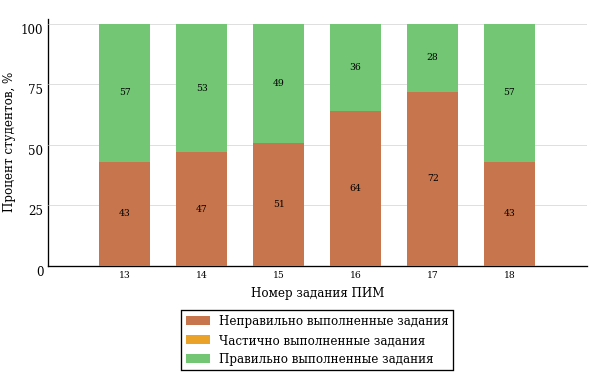 Процент студентов, %
100
75
50
25
0
57 53 49 36 28 57
43 47 51 64 72 43
13 14 15 16 17 18
Номер задания ПИМ
Неправильно выполненные задания
Частично выполненные задания
Правильно выполненные задания